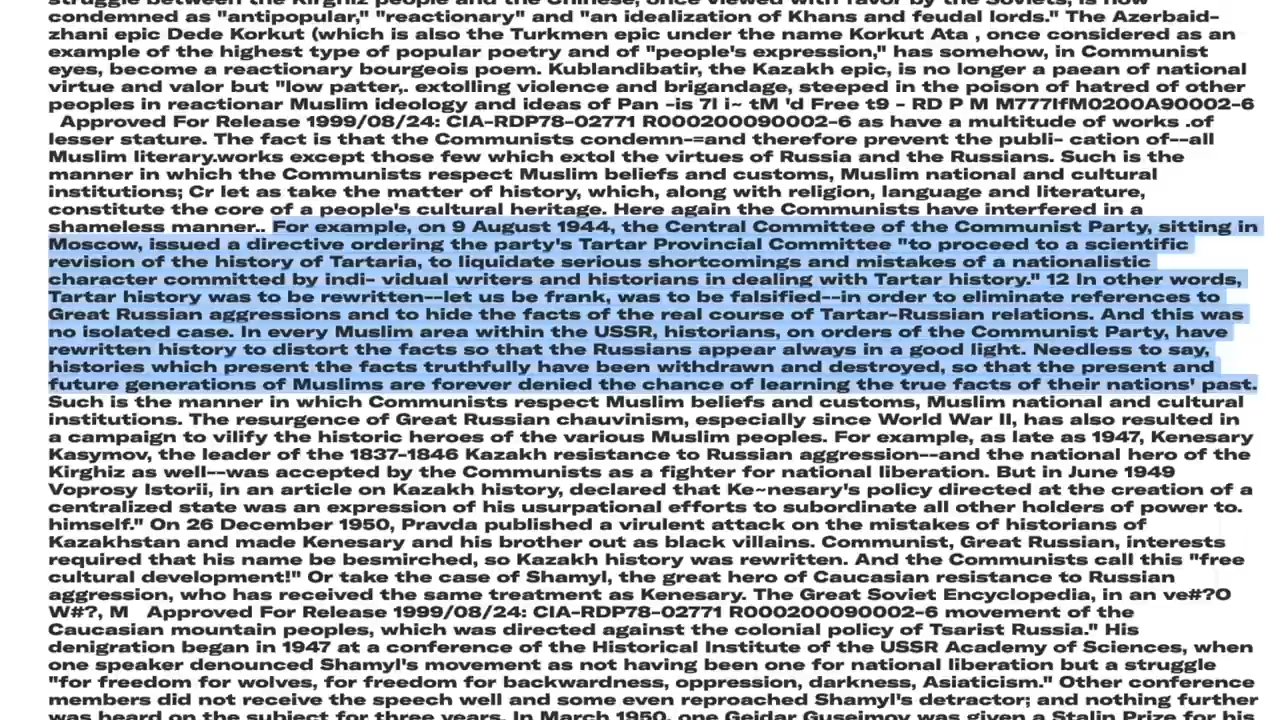 struggle between the Kirghiz people and the Chinese, once viewed with favor by the Soviets, is now
condemned as "antipopular," "reactionary" and "an idealization of Khans and feudal lords." The Azerbaid-
zhani epic Dede Korkut (which is also the Turkmen epic under the name Korkut Ata , once considered as an
example of the highest type of popular poetry and of "people's expression," has somehow, in Communist
eyes, become a reactionary bourgeois poem. Kublandibatir, the Kazakh epic, is no longer a paean of national
virtue and valor but "low patter,. extolling violence and brigandage, steeped in the poison of hatred of other
peoples in reactionar Muslim ideology and ideas of Pan -is 7l i~ tM 'd Free t9 - RD P M M777IfM0200A90002-6
Approved For Release 1999/08/24: CIA-RDP78-02771 R000200090002-6 as have a multitude of works .of
lesser stature. The fact is that the Communists condemn-=and therefore prevent the publi- cation of--all
Muslim literary.works except those few which extol the virtues of Russia and the Russians. Such is the
manner in which the Communists respect Muslim beliefs and customs, Muslim national and cultural
institutions; Cr let as take the matter of history, which, along with religion, language and literature,
constitute the core of a people's cultural heritage. Here again the Communists have interfered in a
shameless manner.. For example, on 9 August 1944, the Central Committee of the Communist Party, sitting in
Moscow, issued a directive ordering the party's Tartar Provincial Committee "to proceed to a scientific
revision of the history of Tartaria, to liquidate serious shortcomings and mistakes of a nationalistic
character committed by indi- vidual writers and historians in dealing with Tartar history." 12 In other words,
Tartar history was to be rewritten--let us be frank, was to be falsified--in order to eliminate references to
Great Russian aggressions and to hide the facts of the real course of Tartar-Russian relations. And this was
no isolated case. In every Muslim area within the USSR, historians, on orders of the Communist Party, have
rewritten history to distort the facts so that the Russians appear always in a good light. Needless to say,
histories which present the facts truthfully have been withdrawn and destroyed, so that the present and
future generations of Muslims are forever denied the chance of learning the true facts of their nations' past.
Such is the manner in which Communists respect Muslim beliefs and customs, Muslim national and cultural
institutions. The resurgence of Great Russian chauvinism, especially since World War II, has also resulted in
a campaign to vilify the historic heroes of the various Muslim peoples. For example, as late as 1947, Kenesary
Kasymov, the leader of the 1837-1846 Kazakh resistance to Russian aggression--and the national hero of the
Kirghiz as well--was accepted by the Communists as a fighter for national liberation. But in June 1949
Voprosy Istorii, in an article on Kazakh history, declared that Ke~nesary's policy directed at the creation of a
centralized state was an expression of his usurpational efforts to subordinate all other holders of power to.
himself." On 26 December 1950, Pravda published a virulent attack on the mistakes of historians of
Kazakhstan and made Kenesary and his brother out as black villains. Communist, Great Russian, interests
required that his name be besmirched, so Kazakh history was rewritten. And the Communists call this "free
cultural development!" Or take the case of Shamyl, the great hero of Caucasian resistance to Russian
aggression, who has received the same treatment as Kenesary. The Great Soviet Encyclopedia, in an ve#?O
W#?, M Approved For Release 1999/08/24: CIA-RDP78-02771 R000200090002-6 movement of the
Caucasian mountain peoples, which was directed against the colonial policy of Tsarist Russia." His
denigration began in 1947 at a conference of the Historical Institute of the USSR Academy of Sciences, when
one speaker denounced Shamyl's movement as not having been one for national liberation but a struggle
"for freedom for wolves, for freedom for backwardness, oppression, darkness, Asiaticism." Other conference
members did not receive the speech well and some even reproached Shamyl's detractor; and nothing further
was heard on the subject for three years. In March 1950, one Geidar Guseimov was given a Stalin Prize for his